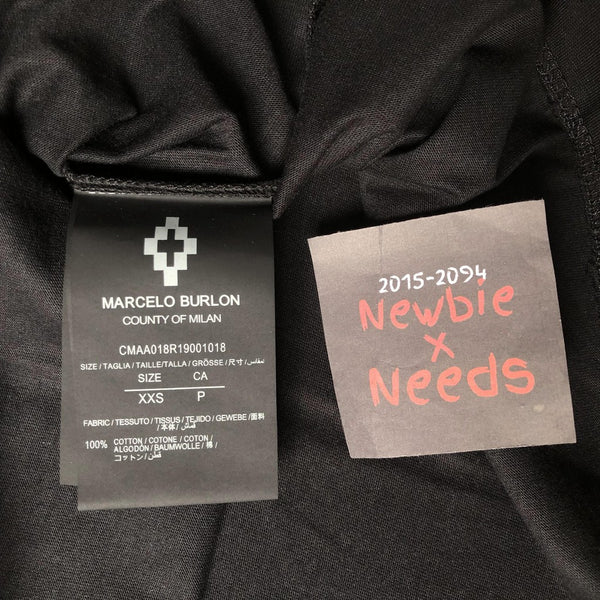 MARCELO BURLON
COUNTY OF MILAN
CMAA018R19001018
SIZE / TAGLIA / TAILLE/TALLA / GRÖSSE / 尺寸 / المقاس
SIZE CA
XXS P
FABRIC / TESSUTO / TISSUS / TEJIDO / GEWEBE / 面料
/ 本体 / قماش
100% COTTON / COTONE / COTON /
ALGODÓN / BAUMWOLLE / 棉 /
コットン / قطن
2015-2094
Newbie
x
Needs